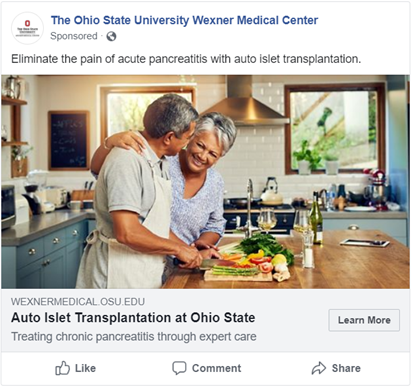 The Ohio State University Wexner Medical Center
Sponsored ·
Eliminate the pain of acute pancreatitis with auto islet transplantation.
WEXNERMEDICAL.OSU.EDU
Auto Islet Transplantation at Ohio State
Learn More
Treating chronic pancreatitis through expert care
Like
Comment
Share